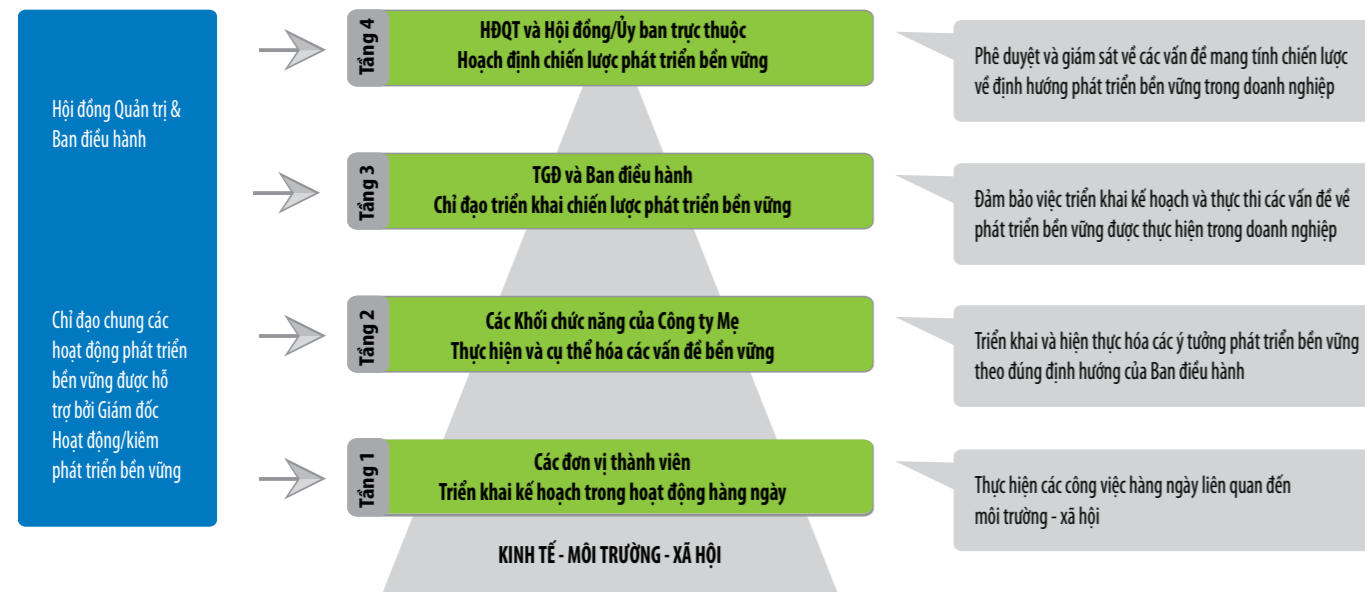 Hội đồng Quản trị &
Ban điều hành
Chỉ đạo chung các
hoạt động phát triển
bền vững được hỗ
trợ bởi Giám đốc
Hoạt động/kiêm
phát triển bền vững
Tầng 4
HĐQT và Hội đồng/Ủy ban trực thuộc
Hoạch định chiến lược phát triển bền vững
Phê duyệt và giám sát về các vấn đề mang tính chiến lược
về định hướng phát triển bền vững trong doanh nghiệp
Tầng 3
TGĐ và Ban điều hành
Chỉ đạo triển khai chiến lược phát triển bền vững
Đảm bảo việc triển khai kế hoạch và thực thi các vấn đề về
phát triển bền vững được thực hiện trong doanh nghiệp
Tầng 2
Các Khối chức năng của Công ty Mẹ
Thực hiện và cụ thể hóa các vấn đề bền vững
Triển khai và hiện thực hóa các ý tưởng phát triển bền vững
theo đúng định hướng của Ban điều hành
Tầng 1
Các đơn vị thành viên
Triển khai kế hoạch trong hoạt động hàng ngày
Thực hiện các công việc hàng ngày liên quan đến
môi trường - xã hội
KINH TẾ - MÔI TRƯỜNG - XÃ HỘI